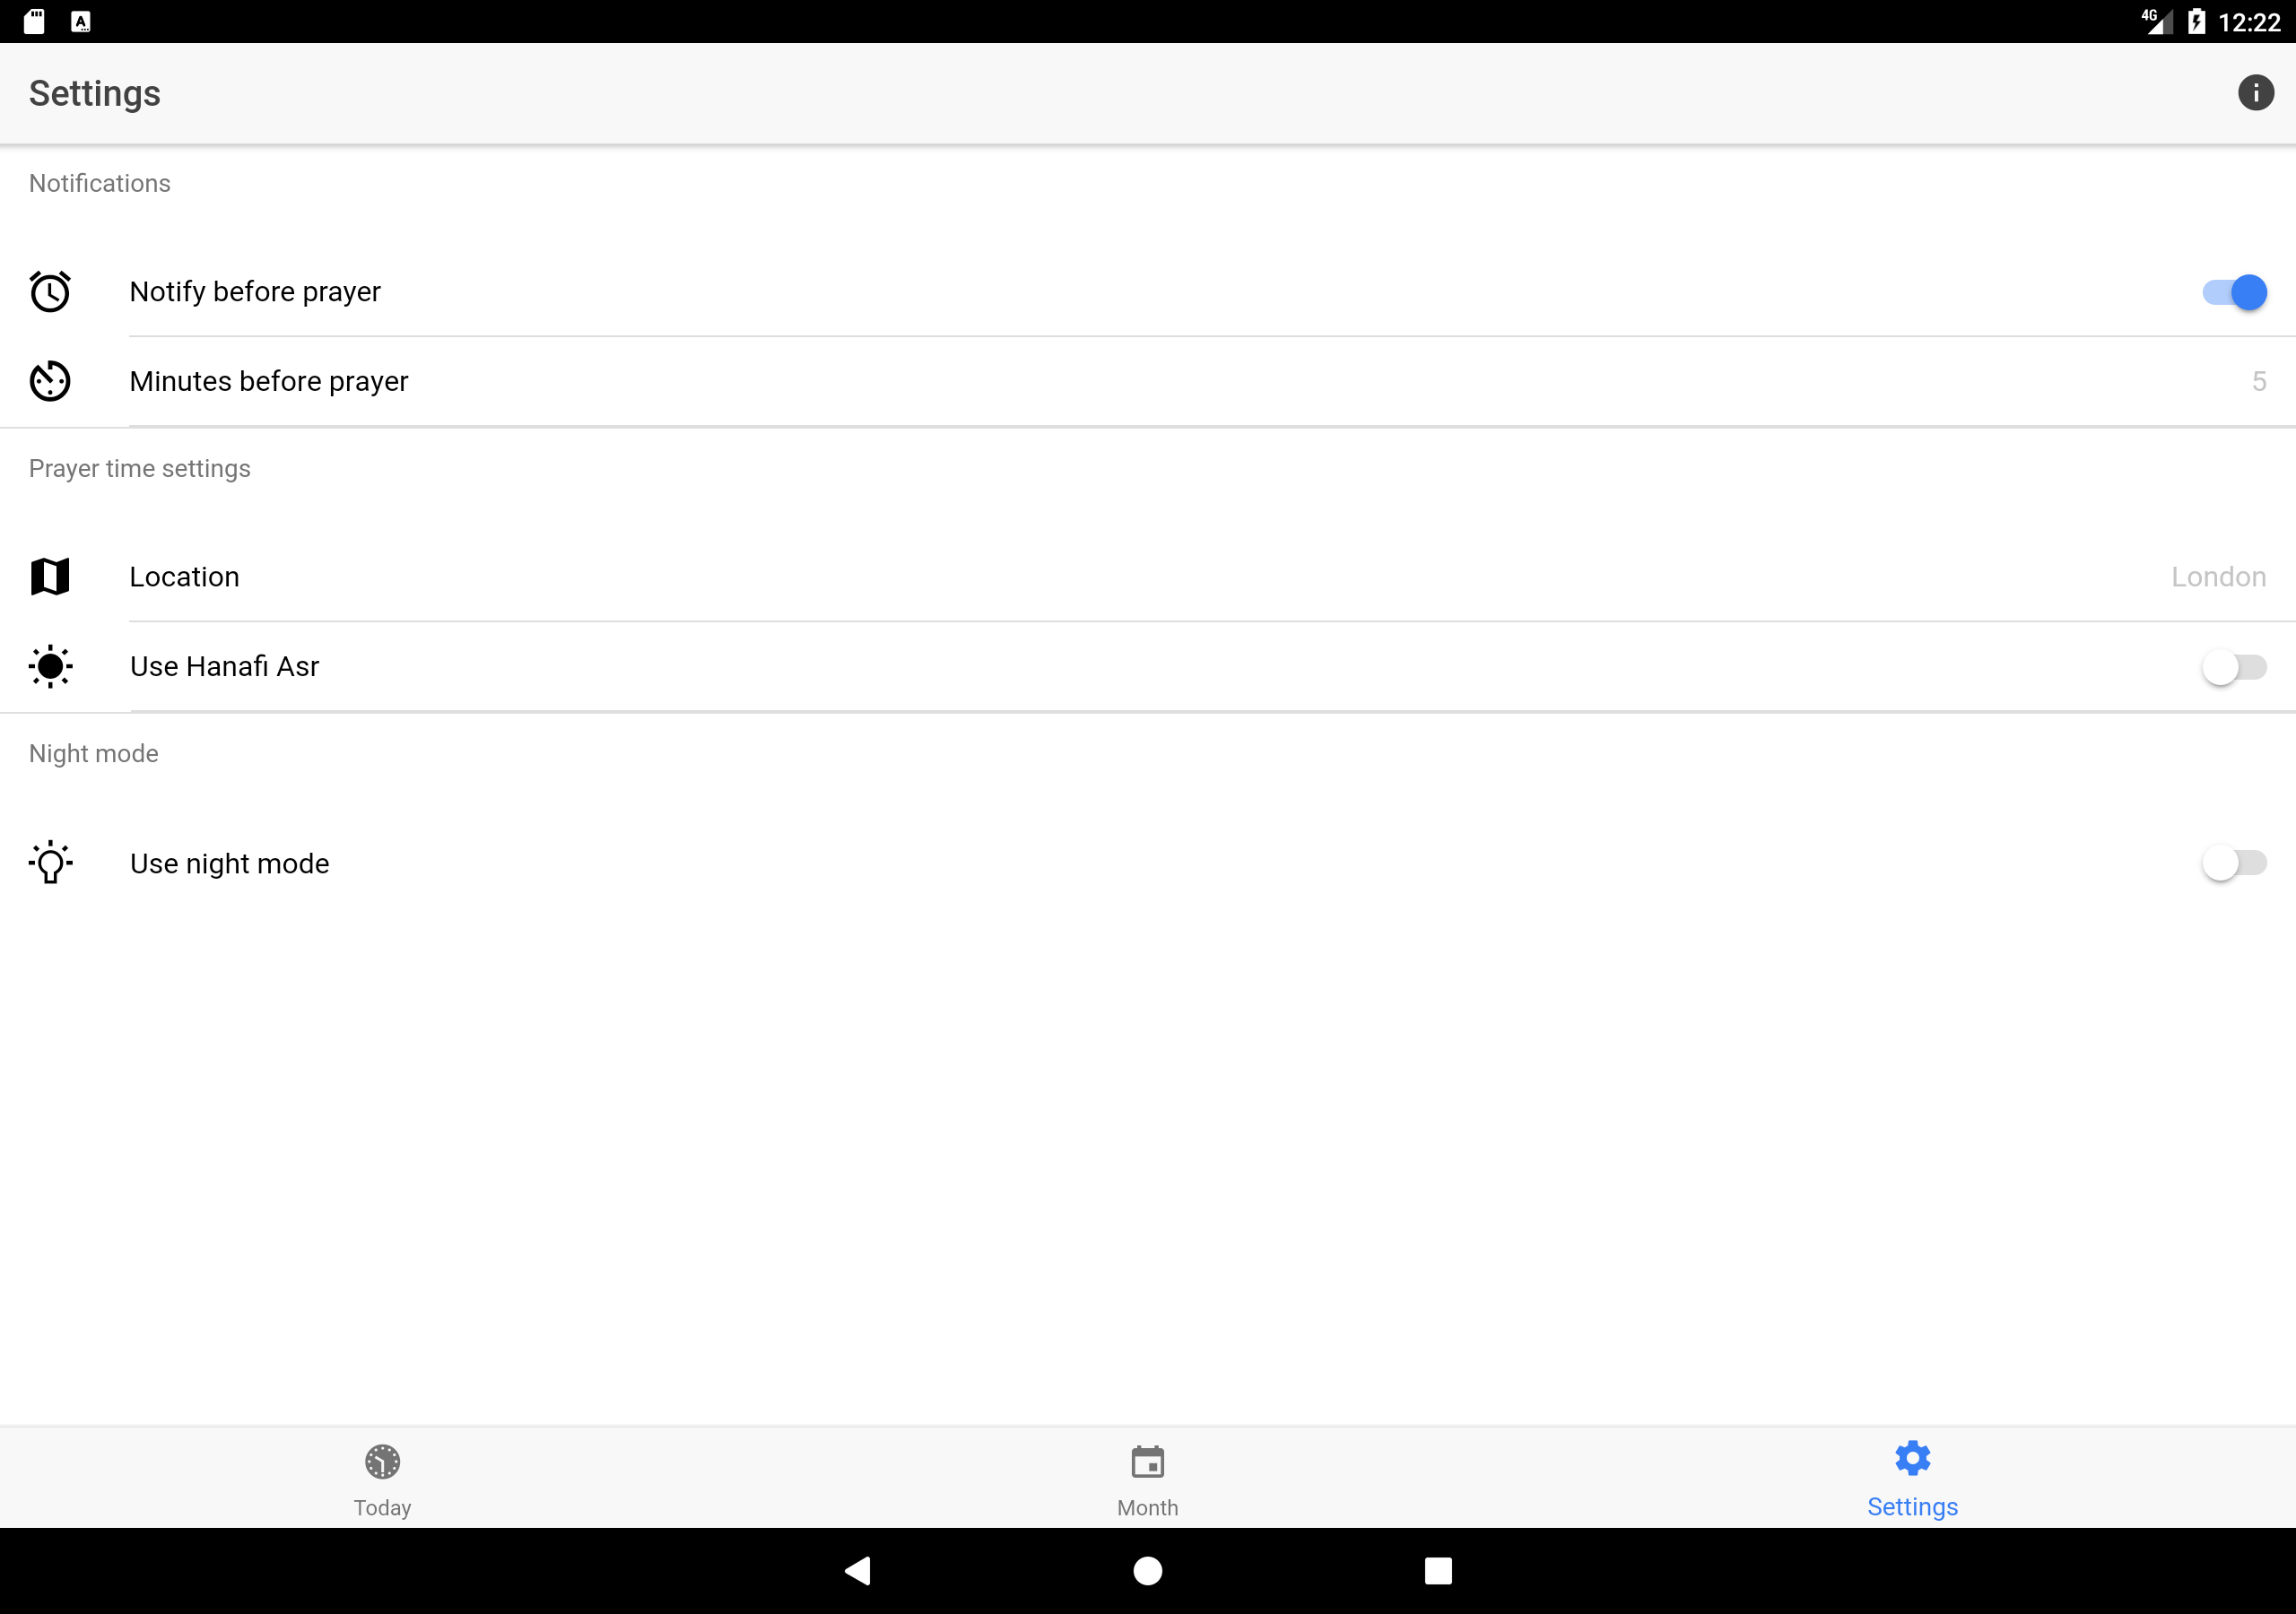 A
4G
12:22
Settings
Notifications
Notify before prayer
Minutes before prayer
5
Prayer time settings
Location
London
Use Hanafi Asr
Night mode
Use night mode
Today
Month
Settings